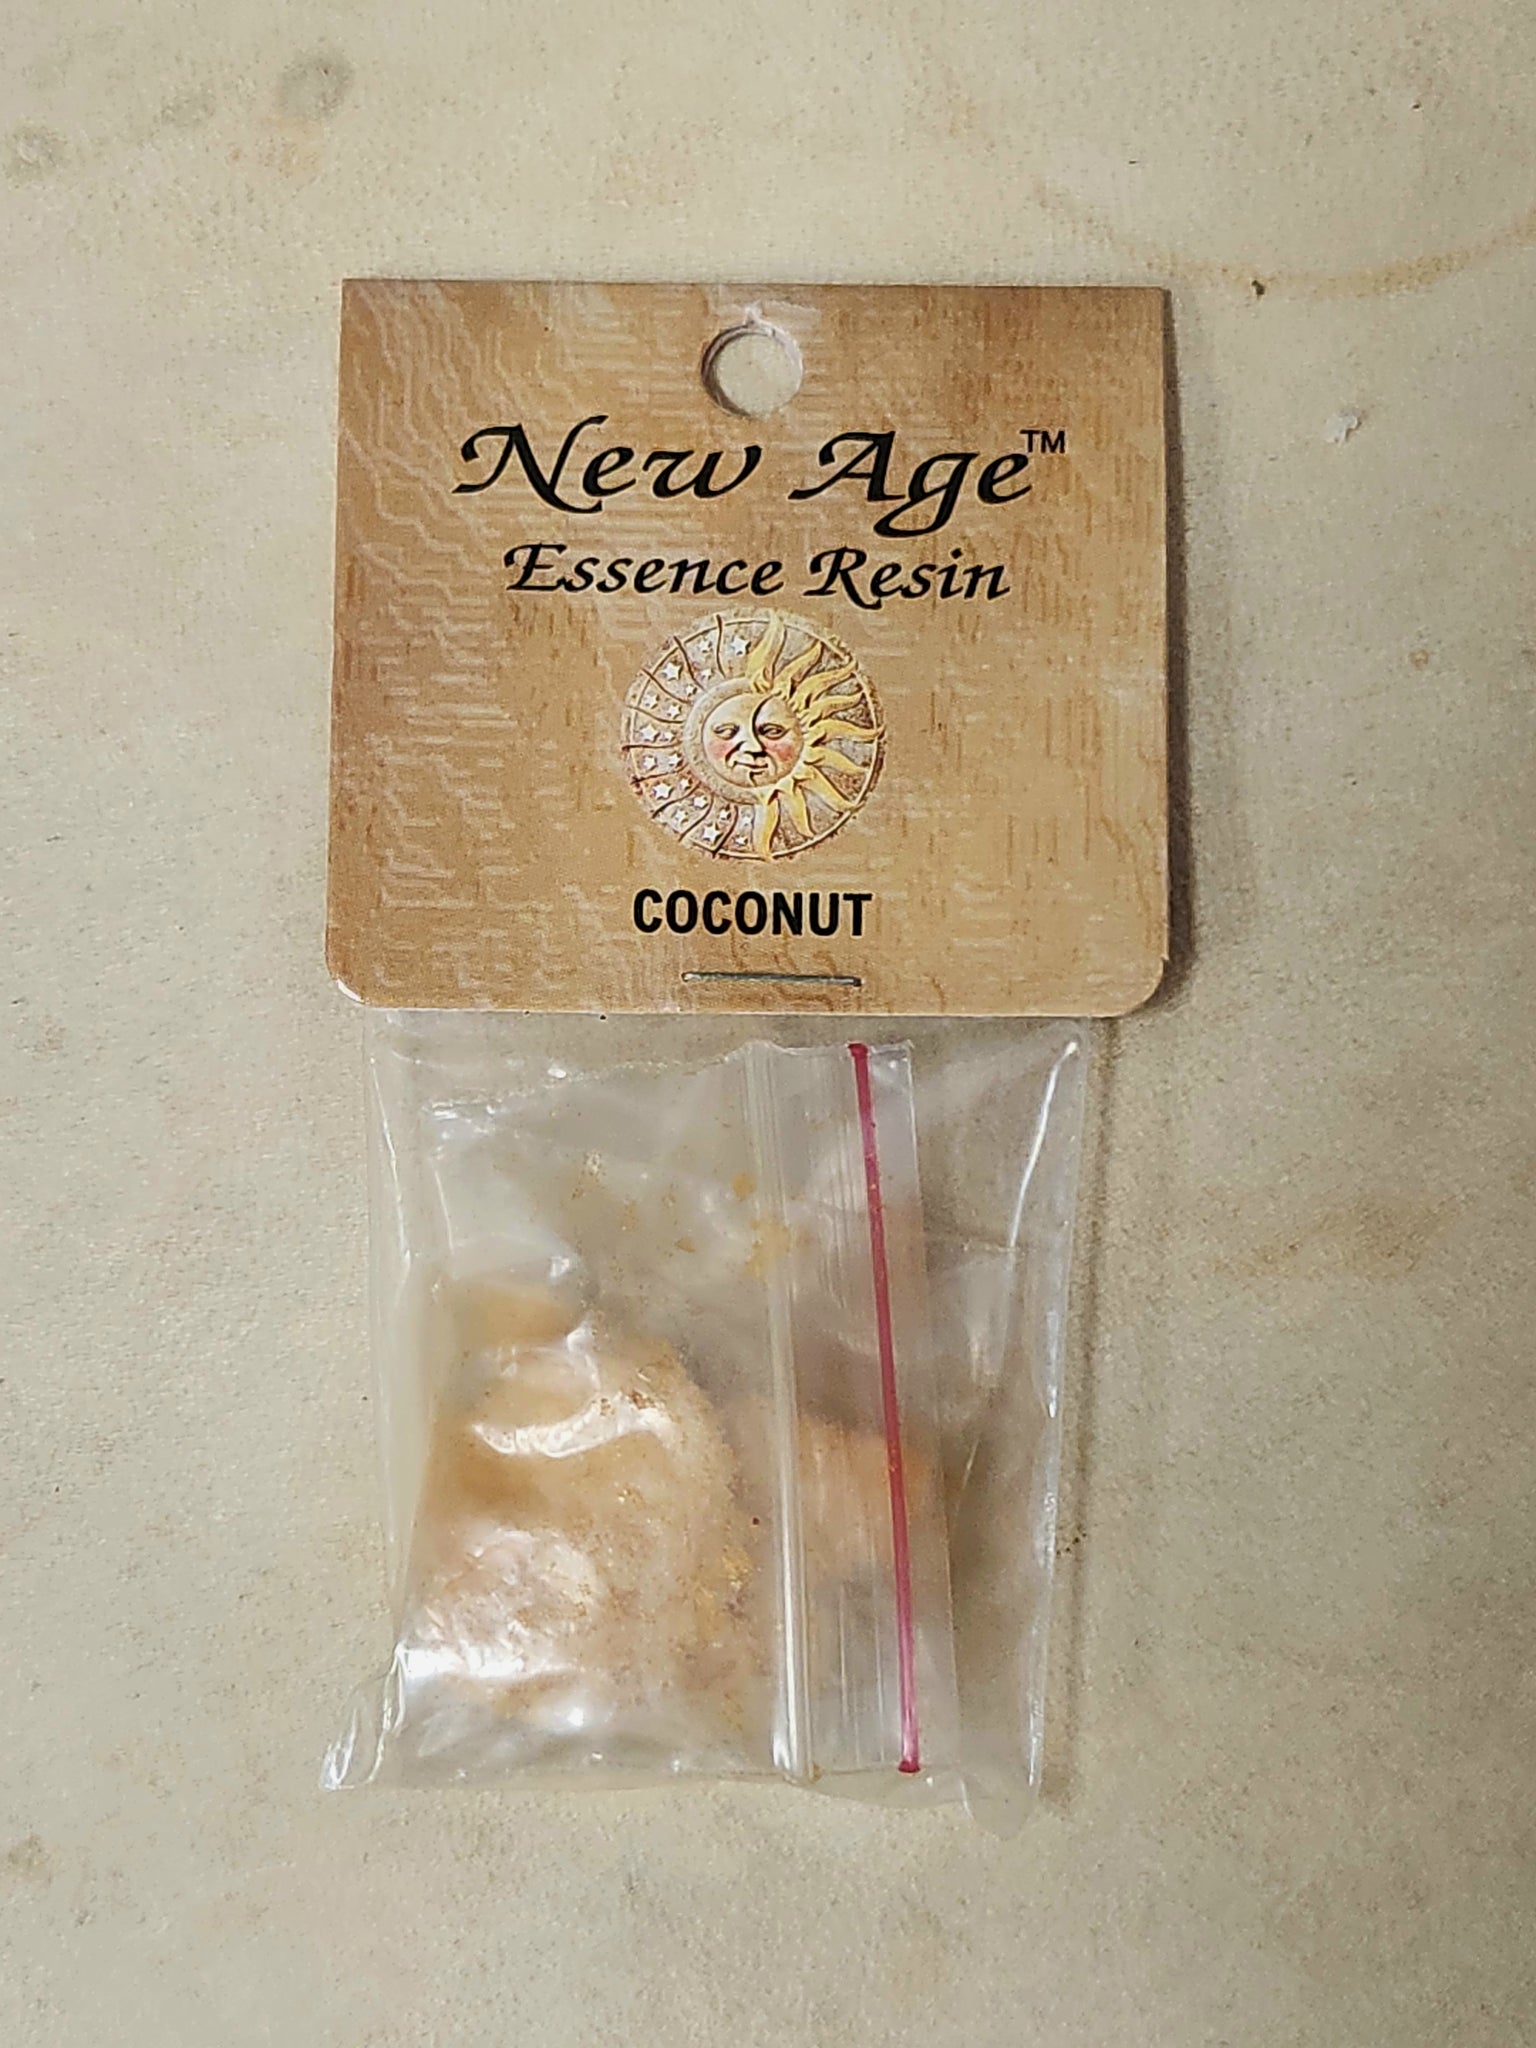 New Age™
Essence Resin
COCONUT